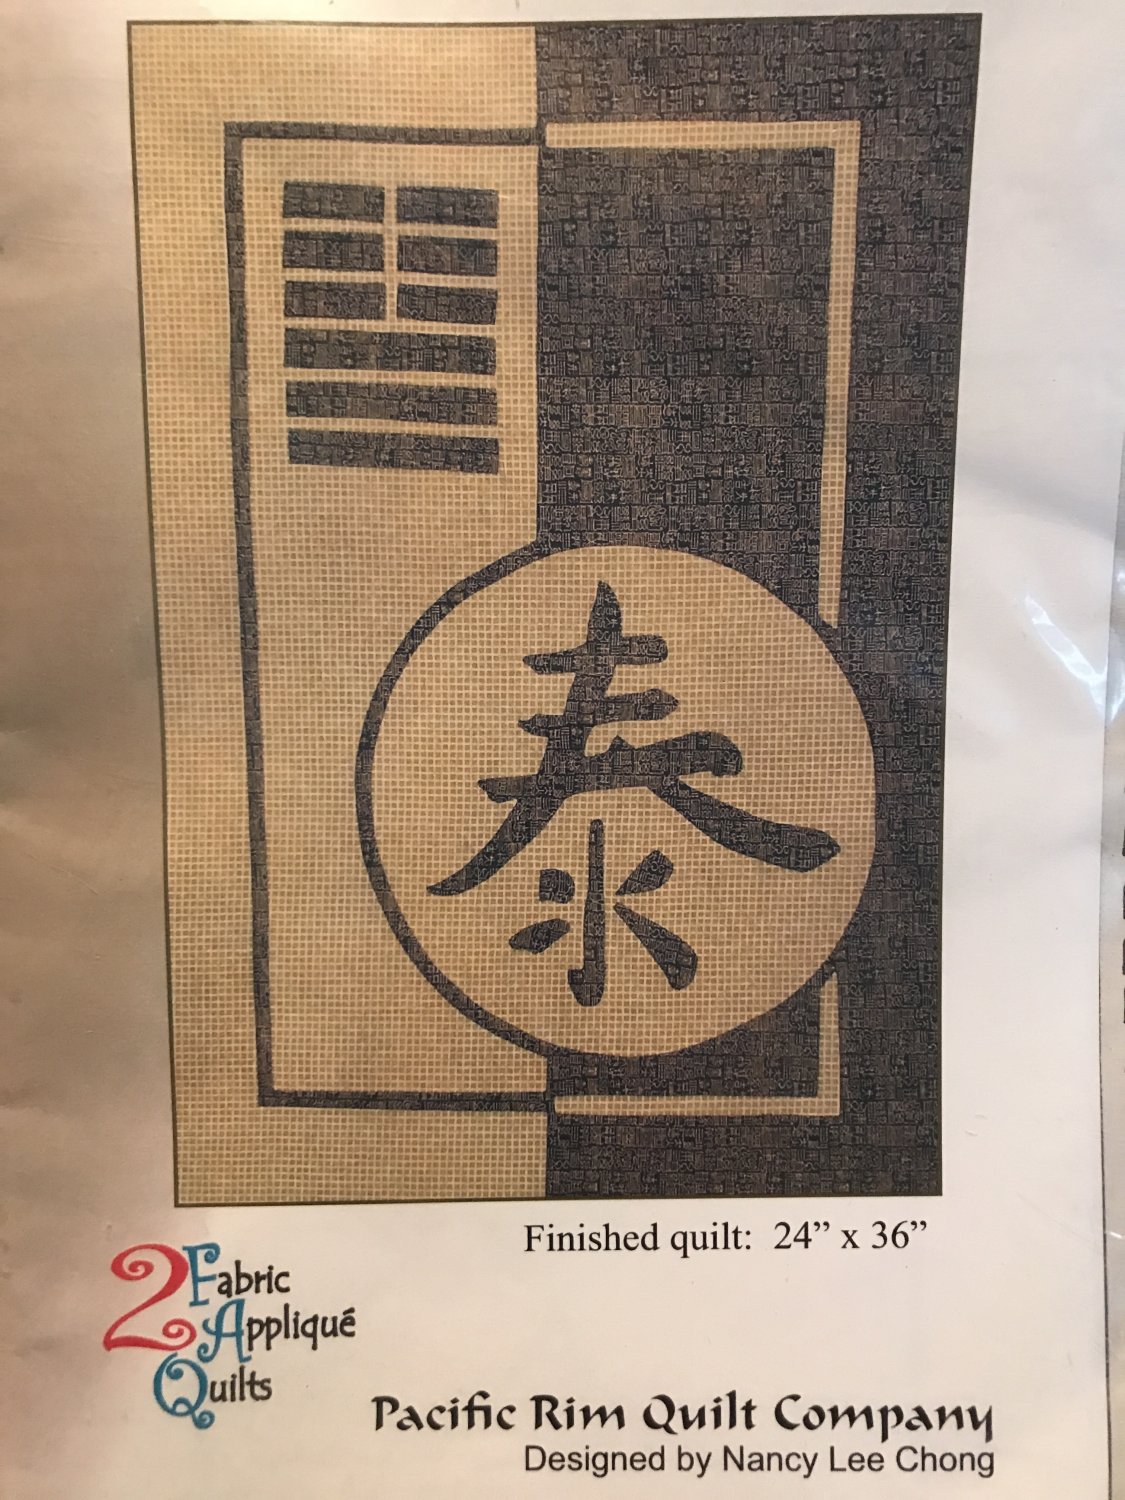 泰
Finished quilt: 24" x 36"
2 Fabric
Appliqué
Quilts
Pacific Rim Quilt Company
Designed by Nancy Lee Chong